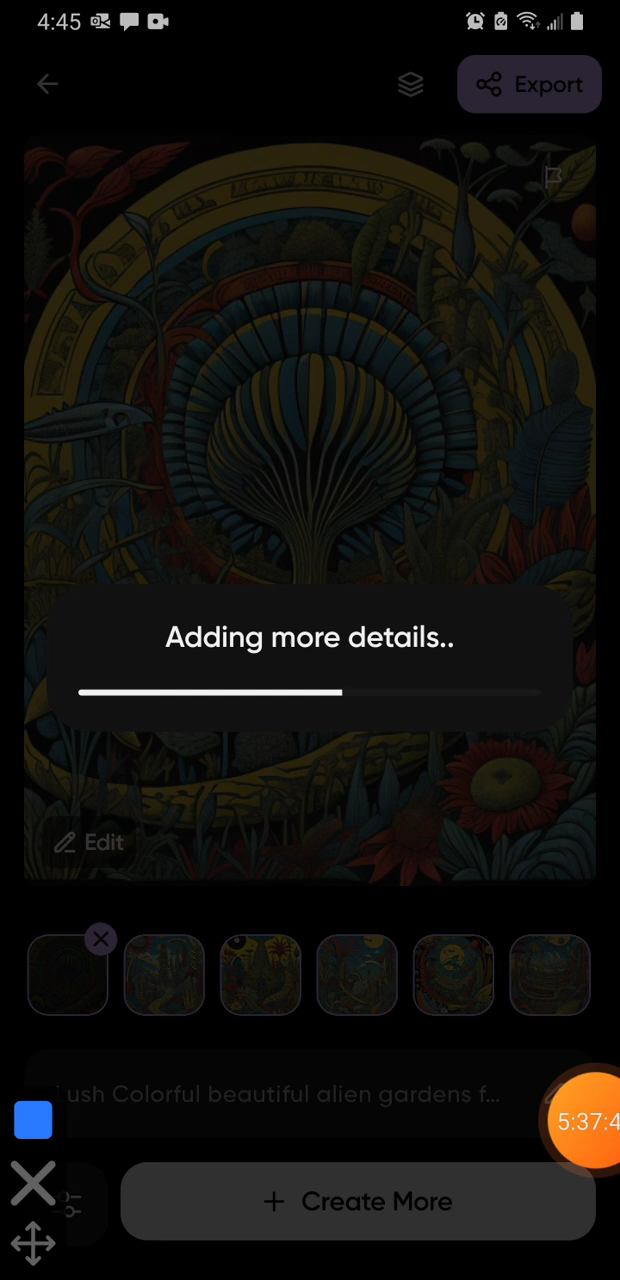 4:45
Export
Adding more details..
Edit
Lush Colorful beautiful alien gardens f...
5:37:4
Create More